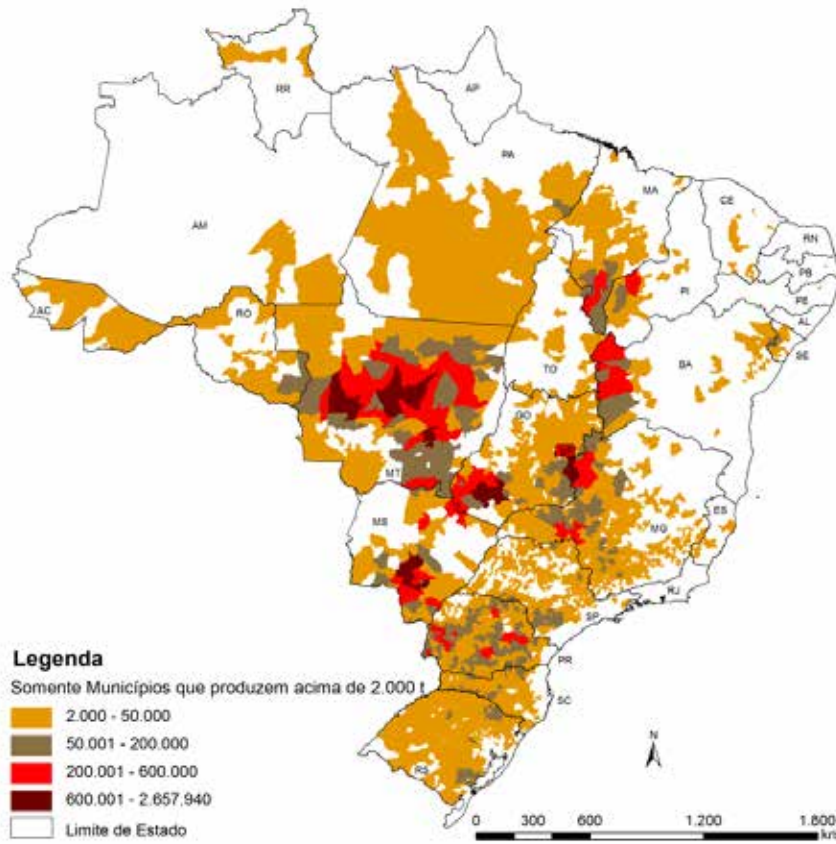 RR
AP
AM
PA
MA
CE
RN
PB
PE
AL
SE
PI
AC
RO
TO
BA
GO
MT
MS
MG
ES
RJ
SP
PR
SC
RS
Legenda
Somente Municípios que produzem acima de 2.000 t
2.000 - 50.000
50.001 - 200.000
200.001 - 600.000
600.001 - 2.657.940
Limite de Estado
N
0 300 600 1.200 1.800
km